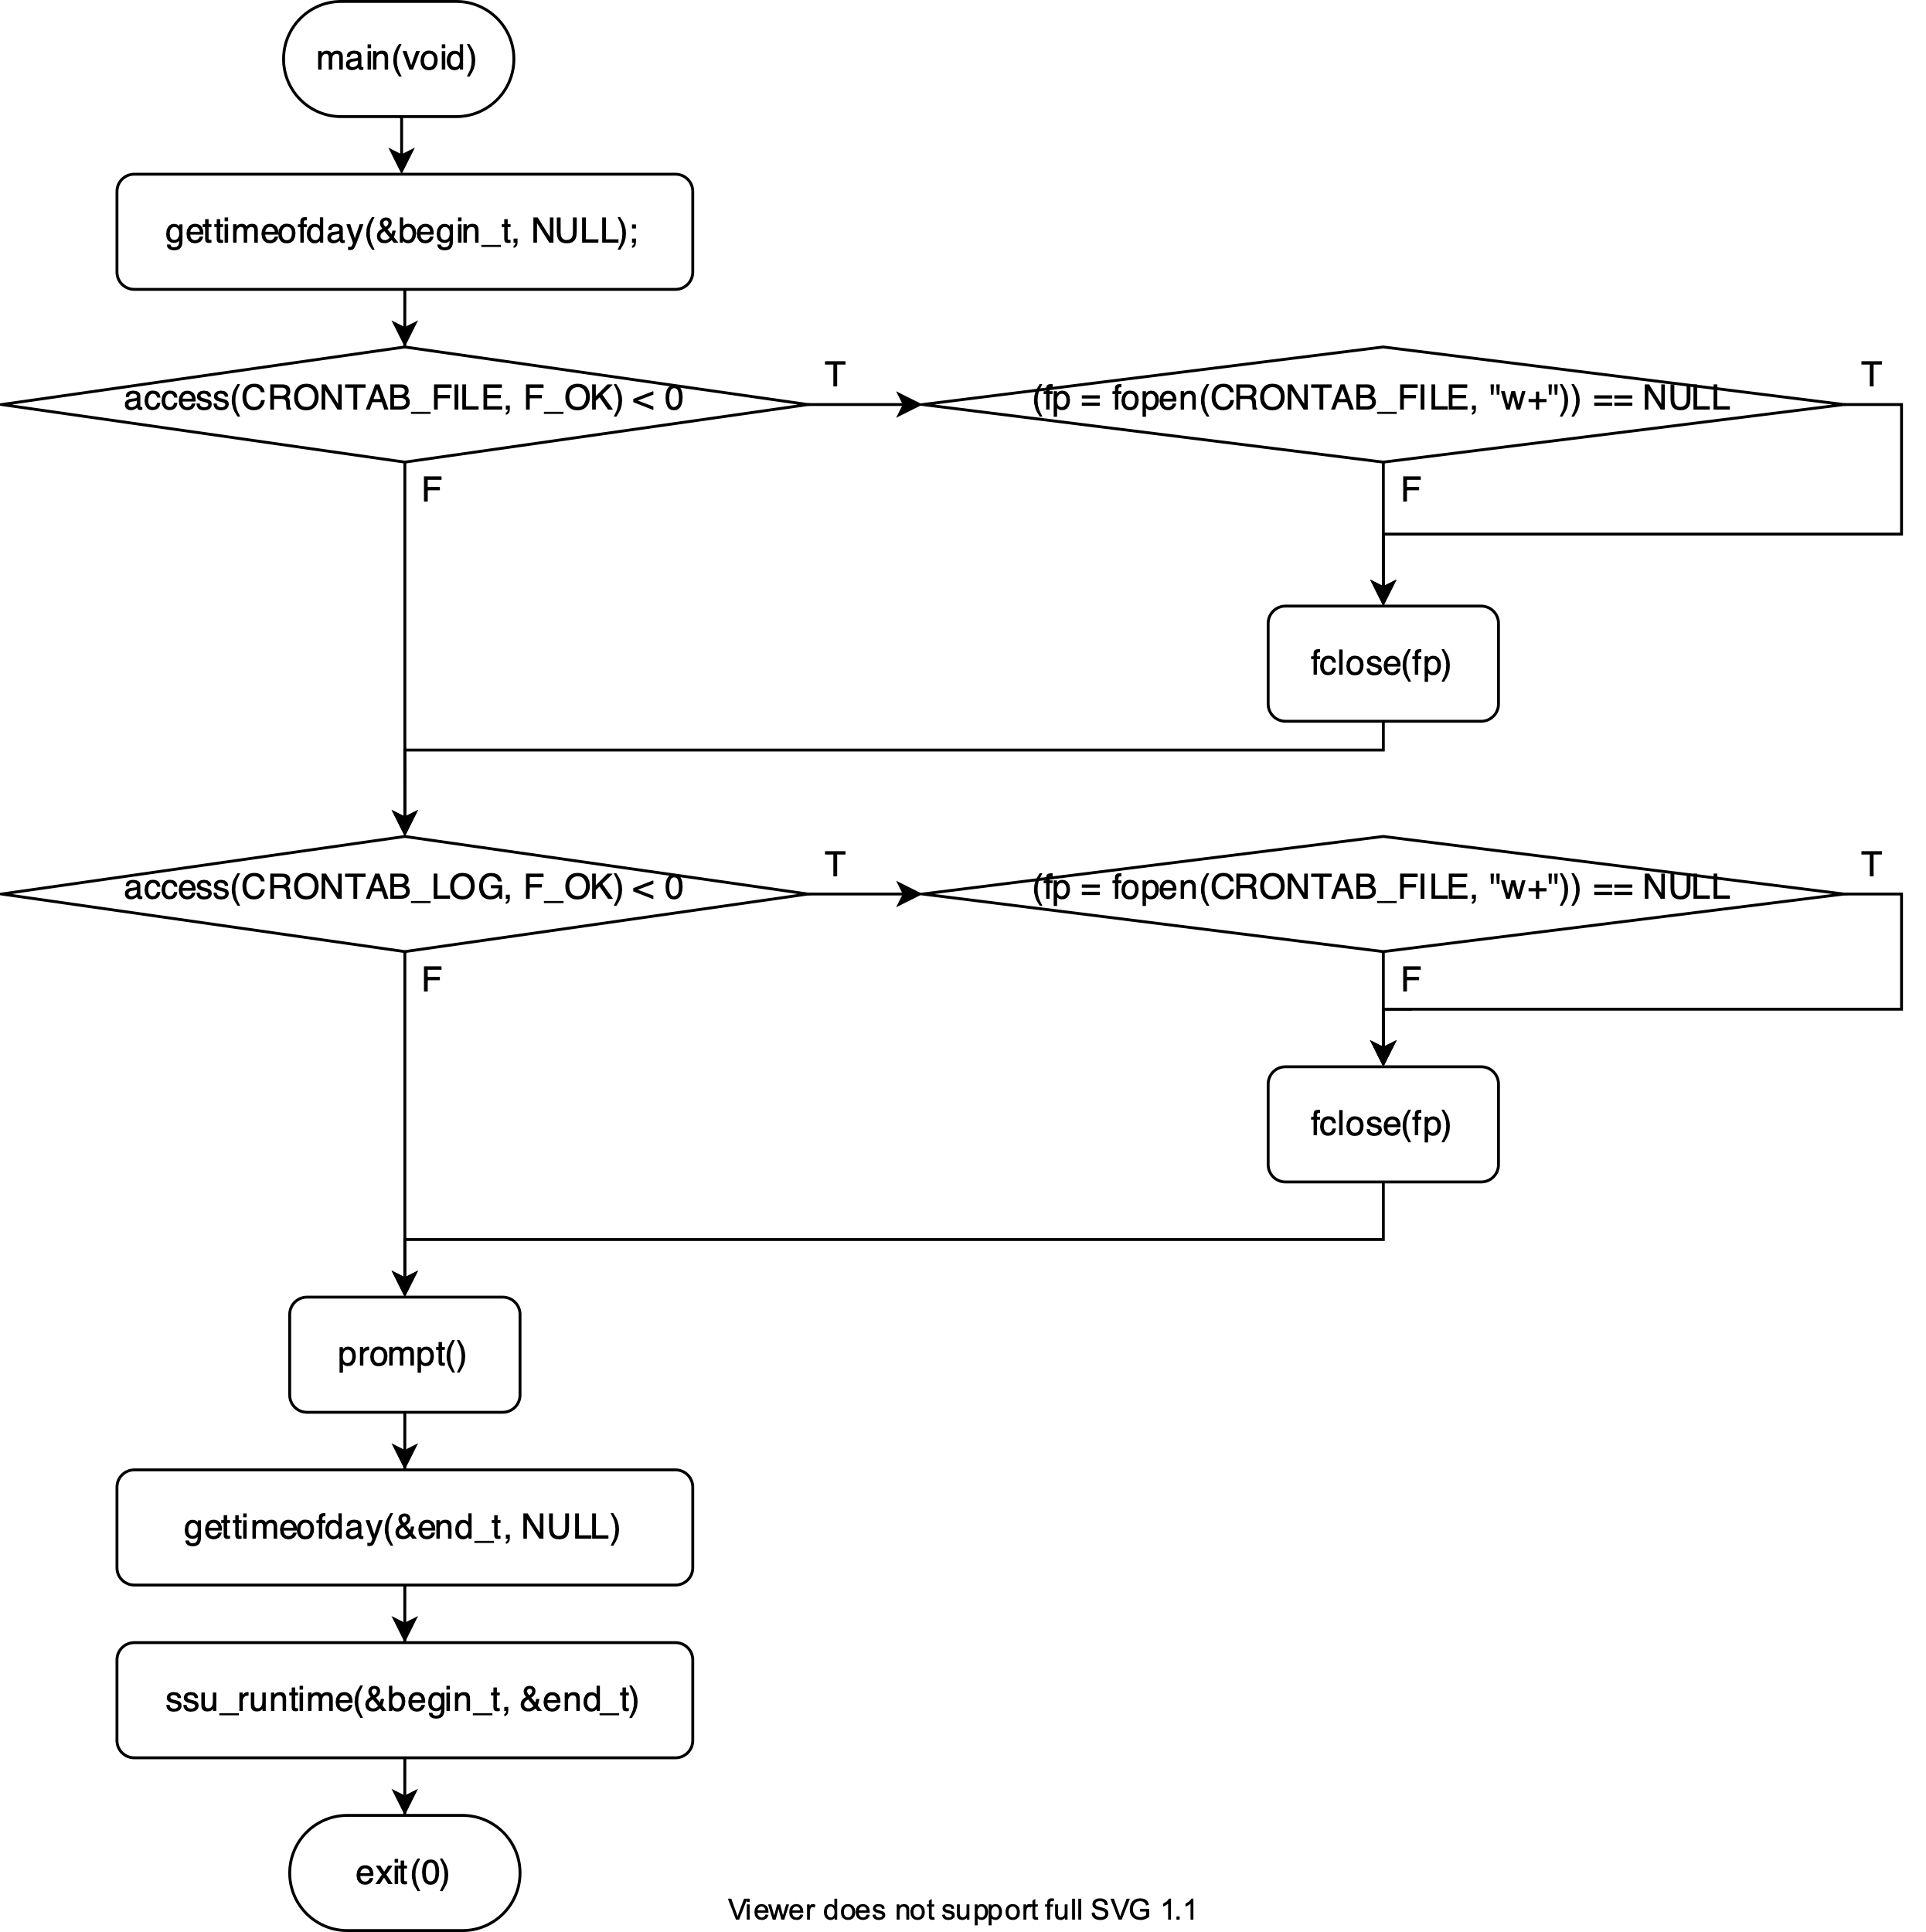 main(void)
gettimeofday(&begin_t, NULL);
access(CRONTAB_FILE, F_OK) < 0
T
(fp = fopen(CRONTAB_FILE, "w+")) == NULL
T
F
F
fclose(fp)
access(CRONTAB_LOG, F_OK) < 0
T
(fp = fopen(CRONTAB_FILE, "w+")) == NULL
T
F
F
fclose(fp)
prompt()
gettimeofday(&end_t, NULL)
ssu_runtime(&begin_t, &end_t)
exit(0)
Viewer does not support full SVG 1.1